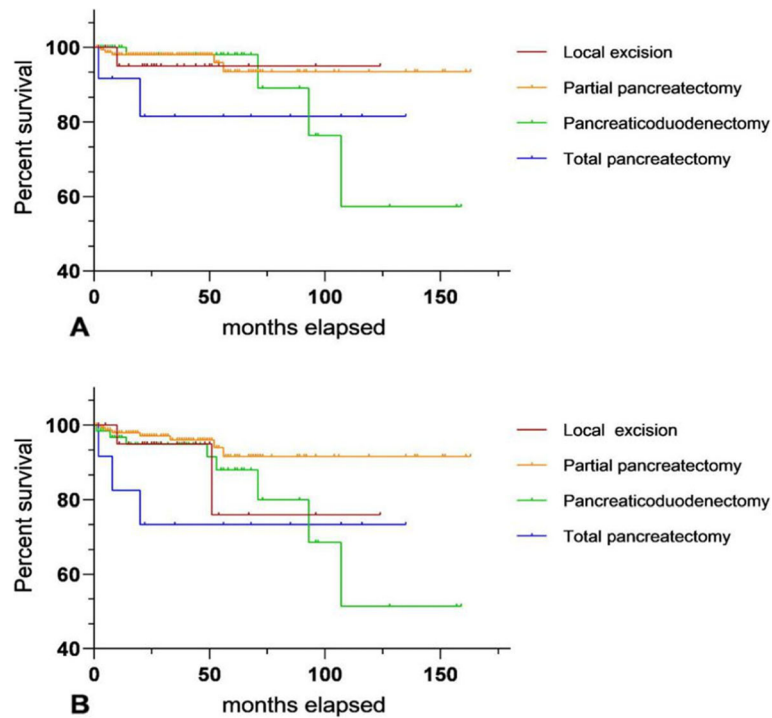 100
80
60
40
Percent survival
0 50 100 150
months elapsed
A
Local excision
Partial pancreatectomy
Pancreaticoduodenectomy
Total pancreatectomy
100
80
60
40
Percent survival
0 50 100 150
months elapsed
B
Local excision
Partial pancreatectomy
Pancreaticoduodenectomy
Total pancreatectomy